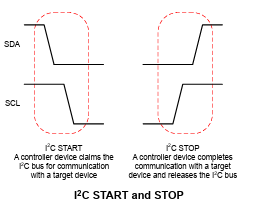 SDA
SCL
I²C START
A controller device claims the
I²C bus for communication
with a target device
I²C STOP
A controller device completes
communication with a target
device and releases the I²C bus
I²C START and STOP